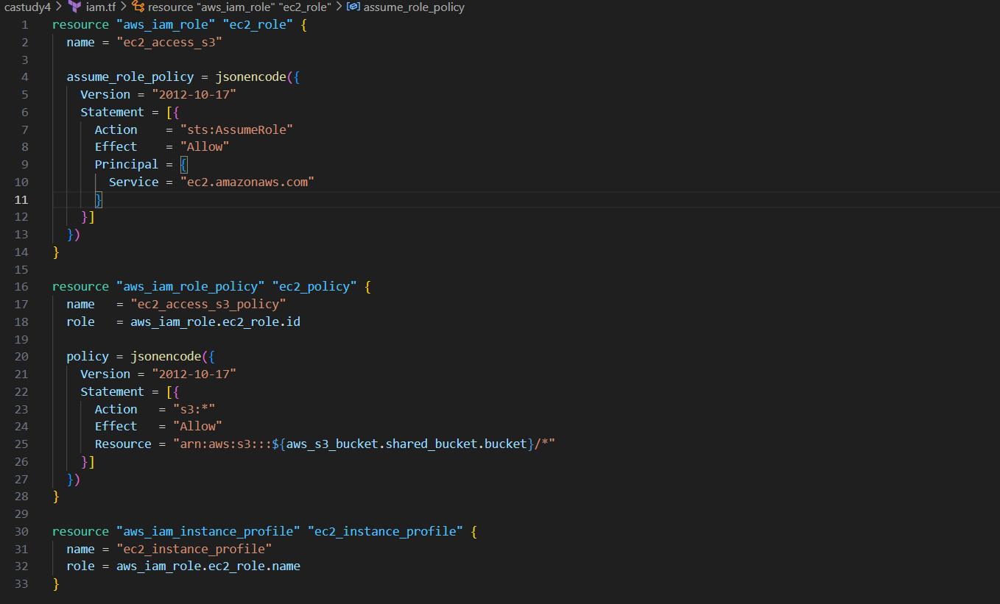 castudy4 > iam.tf > resource "aws_iam_role" "ec2_role" > assume_role_policy
1 resource "aws_iam_role" "ec2_role" {
2   name = "ec2_access_s3"
3
4   assume_role_policy = jsonencode({
5     Version = "2012-10-17"
6     Statement = [{
7       Action    = "sts:AssumeRole"
8       Effect    = "Allow"
9       Principal = {
10         Service = "ec2.amazonaws.com"
11       }
12     }]
13   })
14 }
15
16 resource "aws_iam_role_policy" "ec2_policy" {
17   name   = "ec2_access_s3_policy"
18   role   = aws_iam_role.ec2_role.id
19
20   policy = jsonencode({
21     Version = "2012-10-17"
22     Statement = [{
23       Action   = "s3:*"
24       Effect   = "Allow"
25       Resource = "arn:aws:s3:::${aws_s3_bucket.shared_bucket.bucket}/*"
26     }]
27   })
28 }
29
30 resource "aws_iam_instance_profile" "ec2_instance_profile" {
31   name = "ec2_instance_profile"
32   role = aws_iam_role.ec2_role.name
33 }